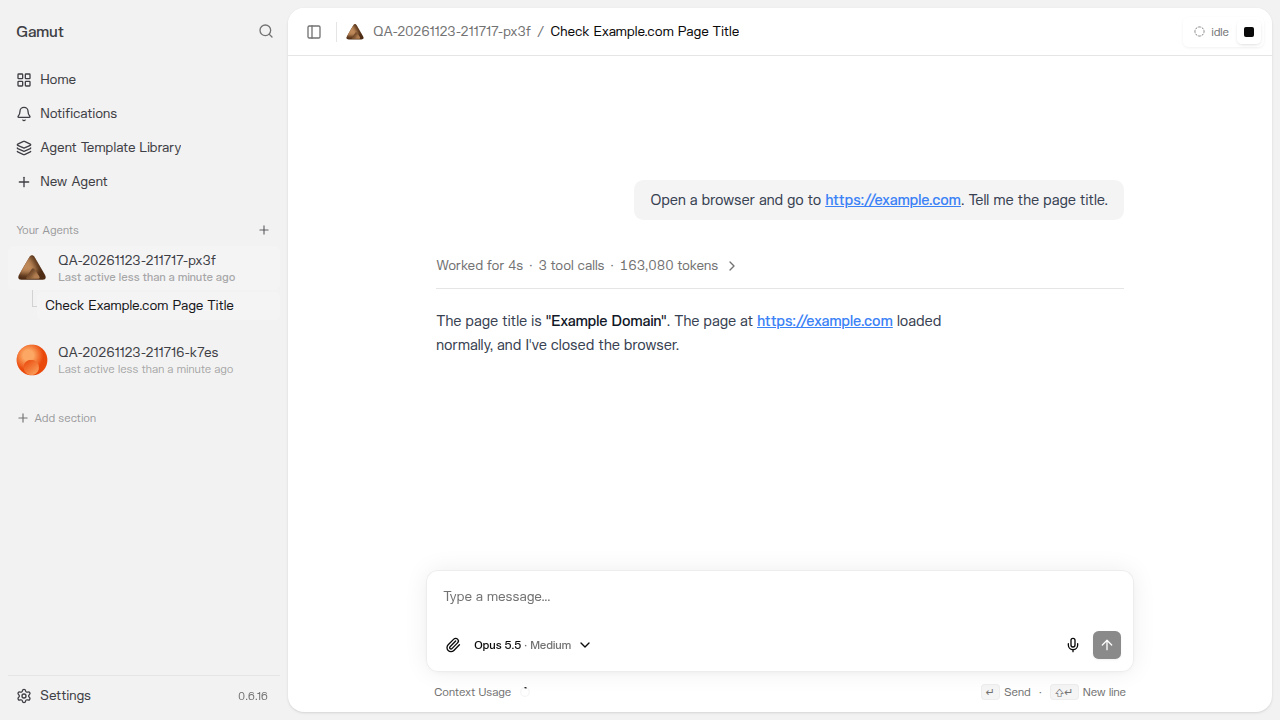 Gamut
Home
Notifications
Agent Template Library
New Agent
Your Agents
QA-20261123-211717-px3f
Last active less than a minute ago
Check Example.com Page Title
QA-20261123-211716-k7es
Last active less than a minute ago
Add section
Settings
0.6.16
QA-20261123-211717-px3f / Check Example.com Page Title
idle
Open a browser and go to https://example.com. Tell me the page title.
Worked for 4s · 3 tool calls · 163,080 tokens
The page title is "Example Domain". The page at https://example.com loaded
normally, and I've closed the browser.
Type a message...
Opus 5.5 · Medium
Context Usage
↵ Send · ⇧↵ New line